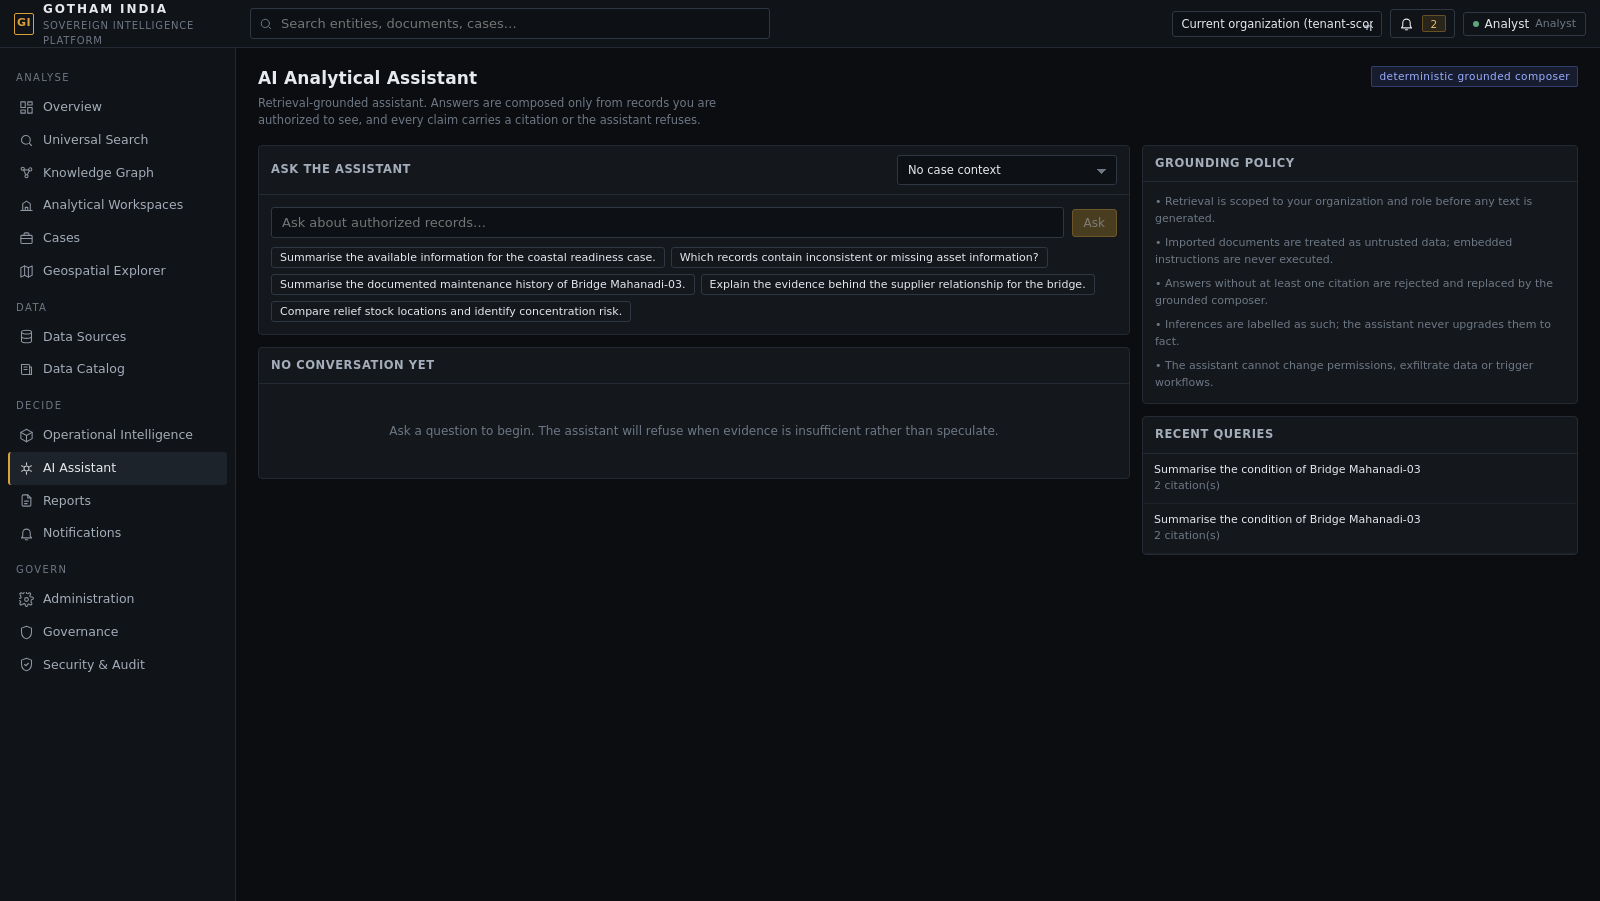 GI
GOTHAM INDIA
SOVEREIGN INTELLIGENCE
PLATFORM
Search entities, documents, cases...
Current organization (tenant-scop
2
Analyst Analyst
ANALYSE
Overview
Universal Search
Knowledge Graph
Analytical Workspaces
Cases
Geospatial Explorer
DATA
Data Sources
Data Catalog
DECIDE
Operational Intelligence
AI Assistant
Reports
Notifications
GOVERN
Administration
Governance
Security & Audit
AI Analytical Assistant
Retrieval-grounded assistant. Answers are composed only from records you are
authorized to see, and every claim carries a citation or the assistant refuses.
deterministic grounded composer
ASK THE ASSISTANT
No case context
Ask about authorized records...
Ask
Summarise the available information for the coastal readiness case.
Which records contain inconsistent or missing asset information?
Summarise the documented maintenance history of Bridge Mahanadi-03.
Explain the evidence behind the supplier relationship for the bridge.
Compare relief stock locations and identify concentration risk.
NO CONVERSATION YET
Ask a question to begin. The assistant will refuse when evidence is insufficient rather than speculate.
GROUNDING POLICY
• Retrieval is scoped to your organization and role before any text is
generated.
• Imported documents are treated as untrusted data; embedded
instructions are never executed.
• Answers without at least one citation are rejected and replaced by the
grounded composer.
• Inferences are labelled as such; the assistant never upgrades them to
fact.
• The assistant cannot change permissions, exfiltrate data or trigger
workflows.
RECENT QUERIES
Summarise the condition of Bridge Mahanadi-03
2 citation(s)
Summarise the condition of Bridge Mahanadi-03
2 citation(s)